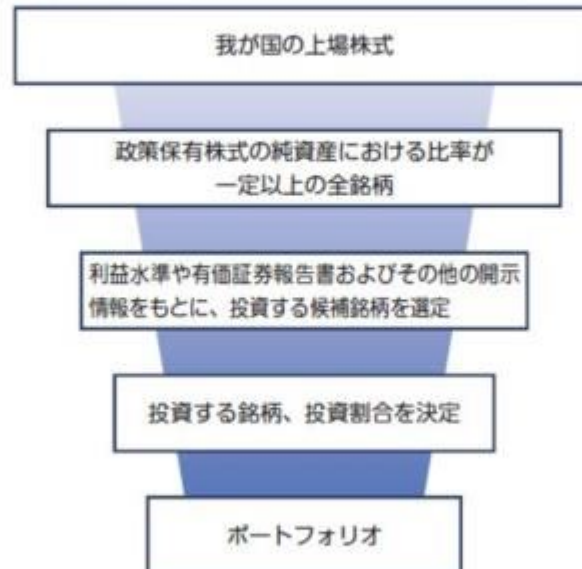 我が国の上場株式
政策保有株式の純資産における比率が
一定以上の全銘柄
利益水準や有価証券報告書およびその他の開示
情報をもとに、投資する候補銘柄を選定
投資する銘柄、投資割合を決定
ポートフォリオ